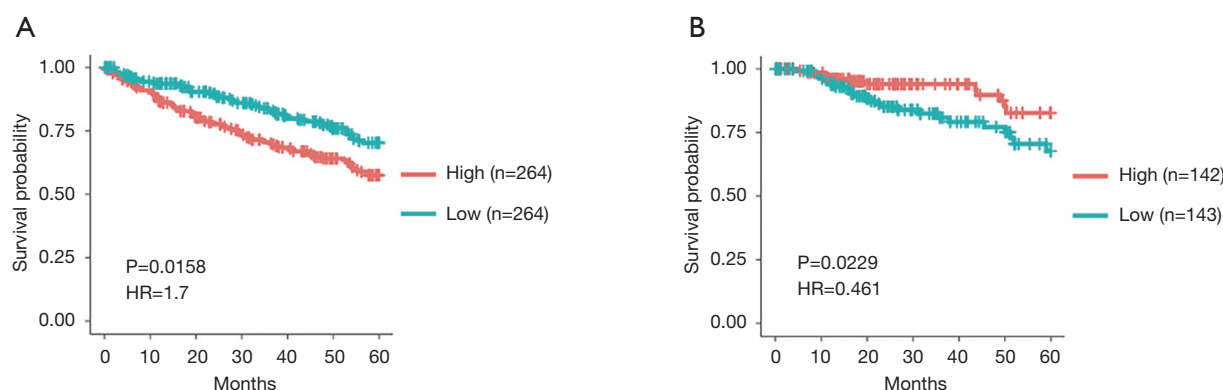 A
Survival probability
1.00
0.75
0.50
0.25
0.00
P=0.0158
HR=1.7
0 10 20 30 40 50 60
Months
High (n=264)
Low (n=264)
B
Survival probability
1.00
0.75
0.50
0.25
0.00
P=0.0229
HR=0.461
0 10 20 30 40 50 60
Months
High (n=142)
Low (n=143)